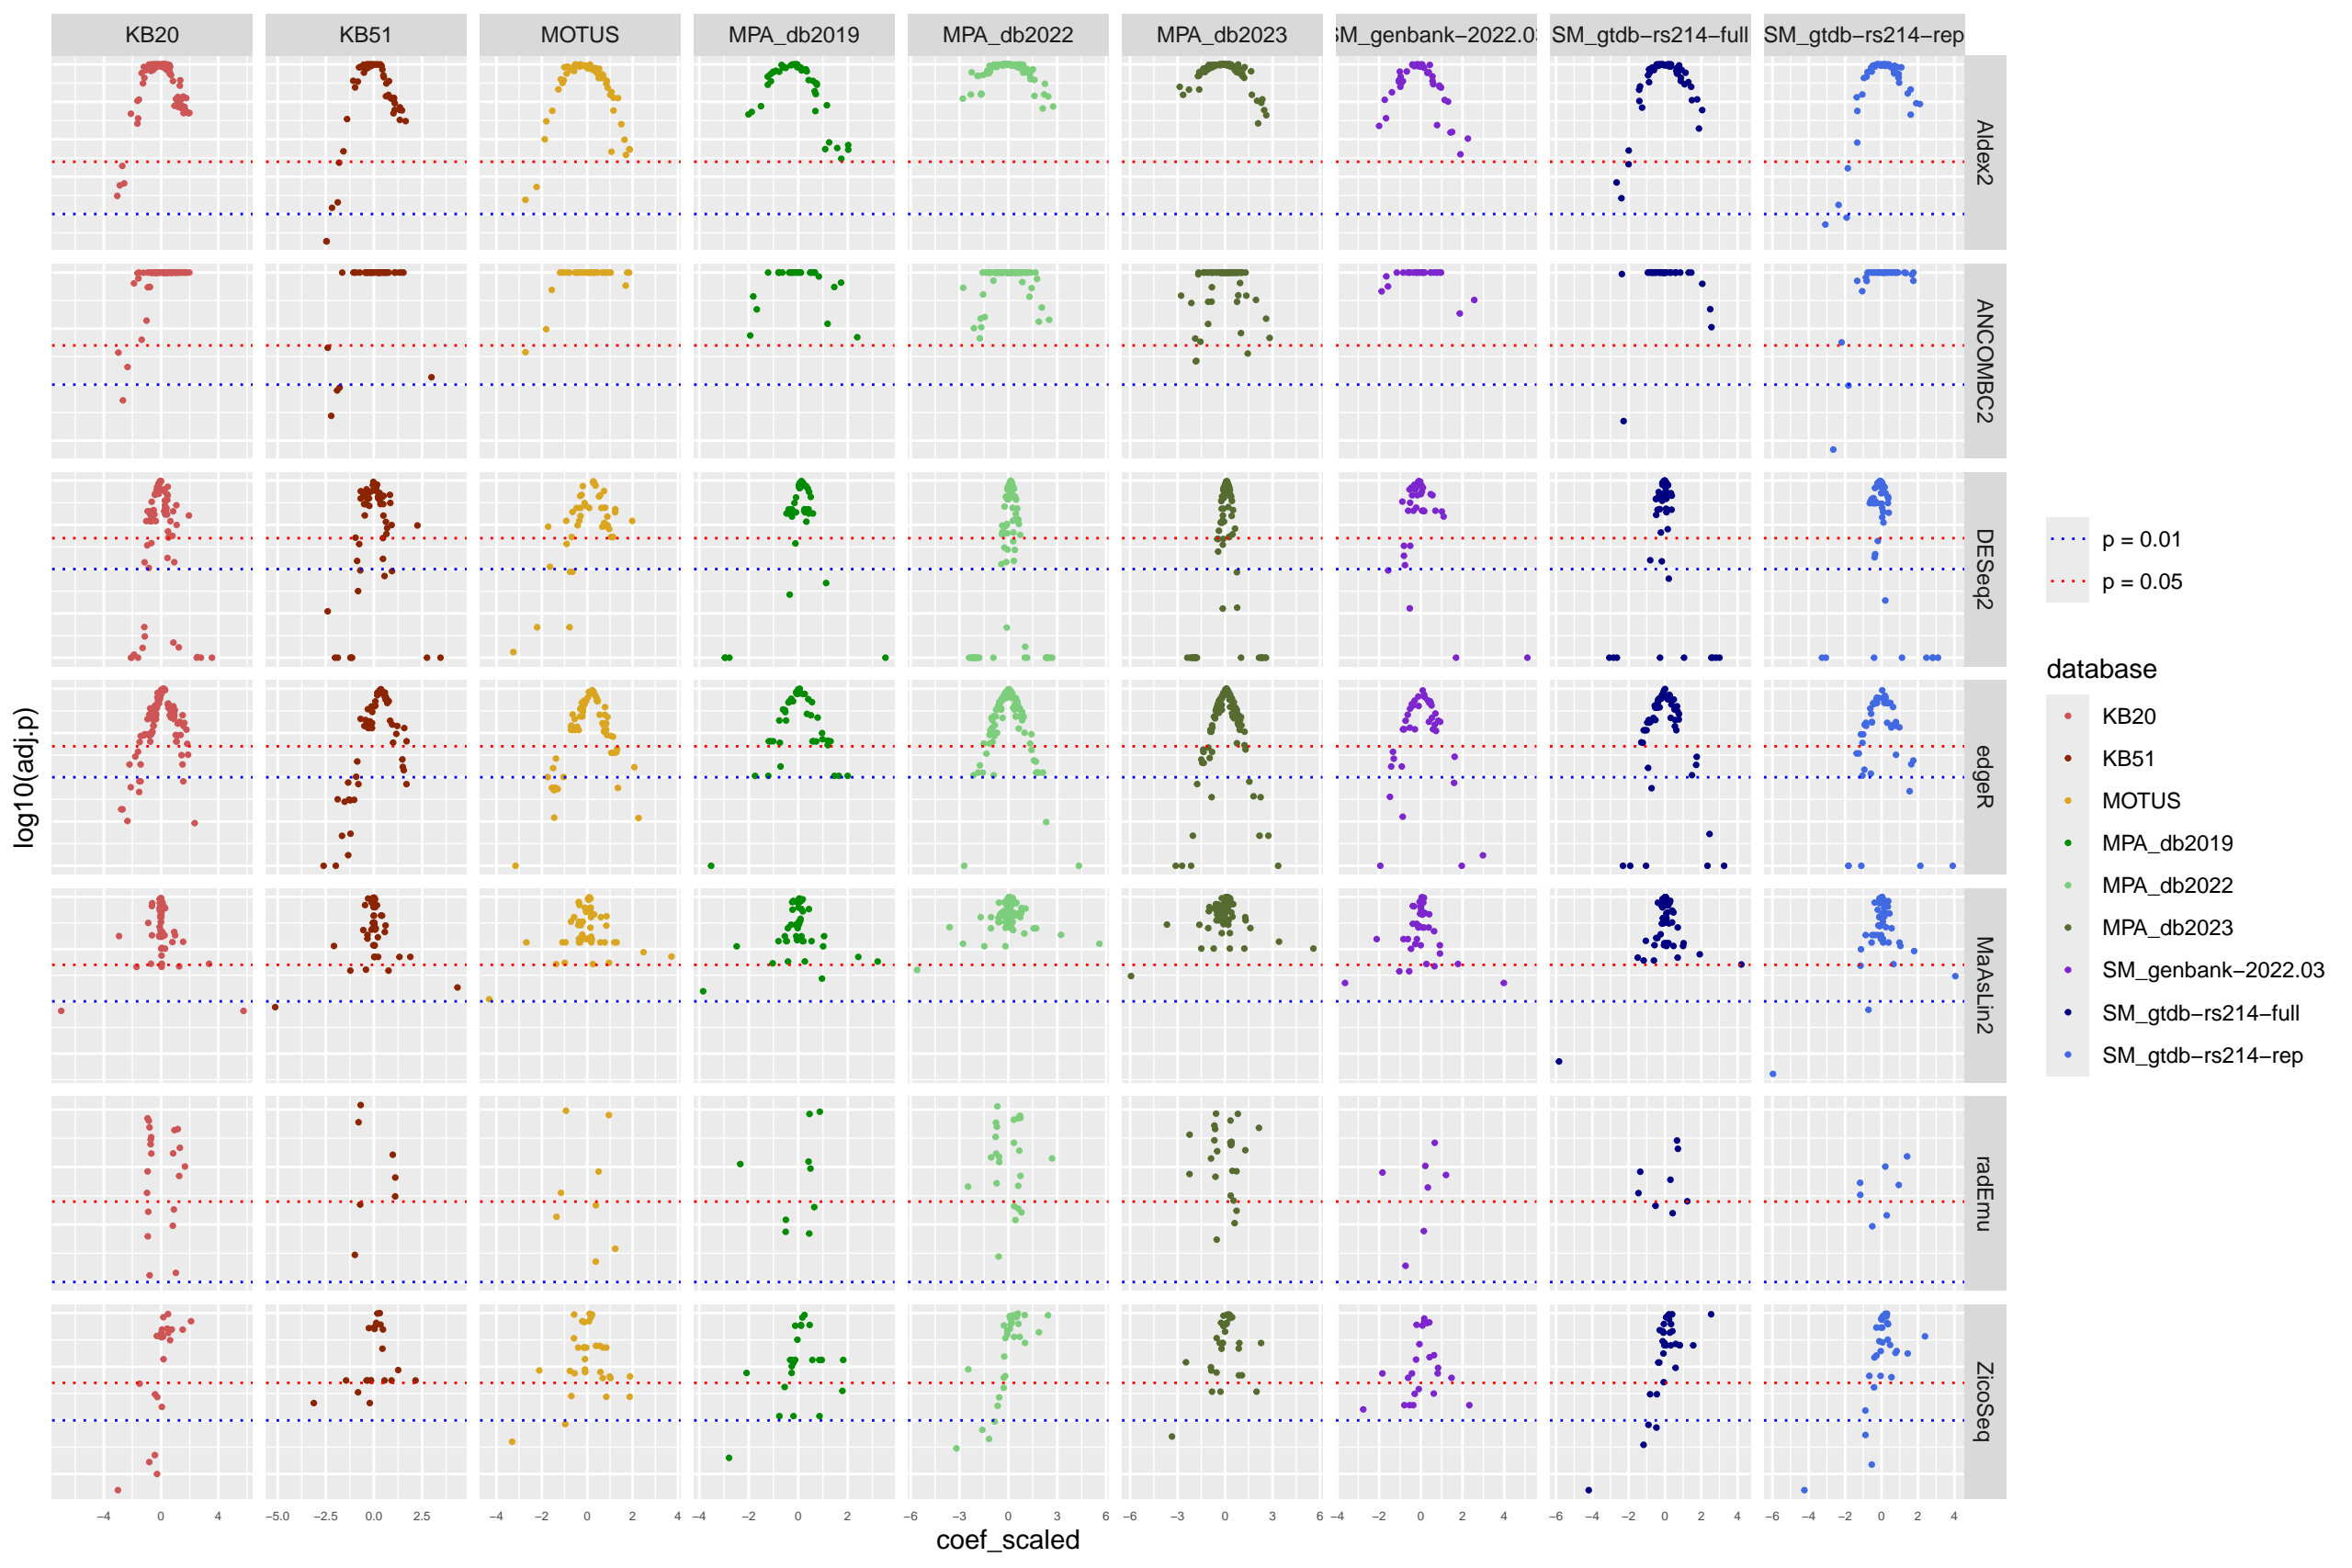 KB20 KB51 MOTUS MPA_db2019 MPA_db2022 MPA_db2023 SM_genbank−2022.03 SM_gtdb−rs214−full SM_gtdb−rs214−rep
Aldex2
ANCOMBC2
DESeq2
edgeR
MaAsLin2
radEmu
ZicoSeq
log10(adj.p)
−4 0 4 −5.0 −2.5 0.0 2.5 −4 −2 0 2 4 −4 −2 0 2 −6 −3 0 3 6 −6 −3 0 3 6 −4 −2 0 2 4 −6 −4 −2 0 2 4 −6 −4 −2 0 2 4
coef_scaled
p = 0.01
p = 0.05
database
KB20
KB51
MOTUS
MPA_db2019
MPA_db2022
MPA_db2023
SM_genbank−2022.03
SM_gtdb−rs214−full
SM_gtdb−rs214−rep